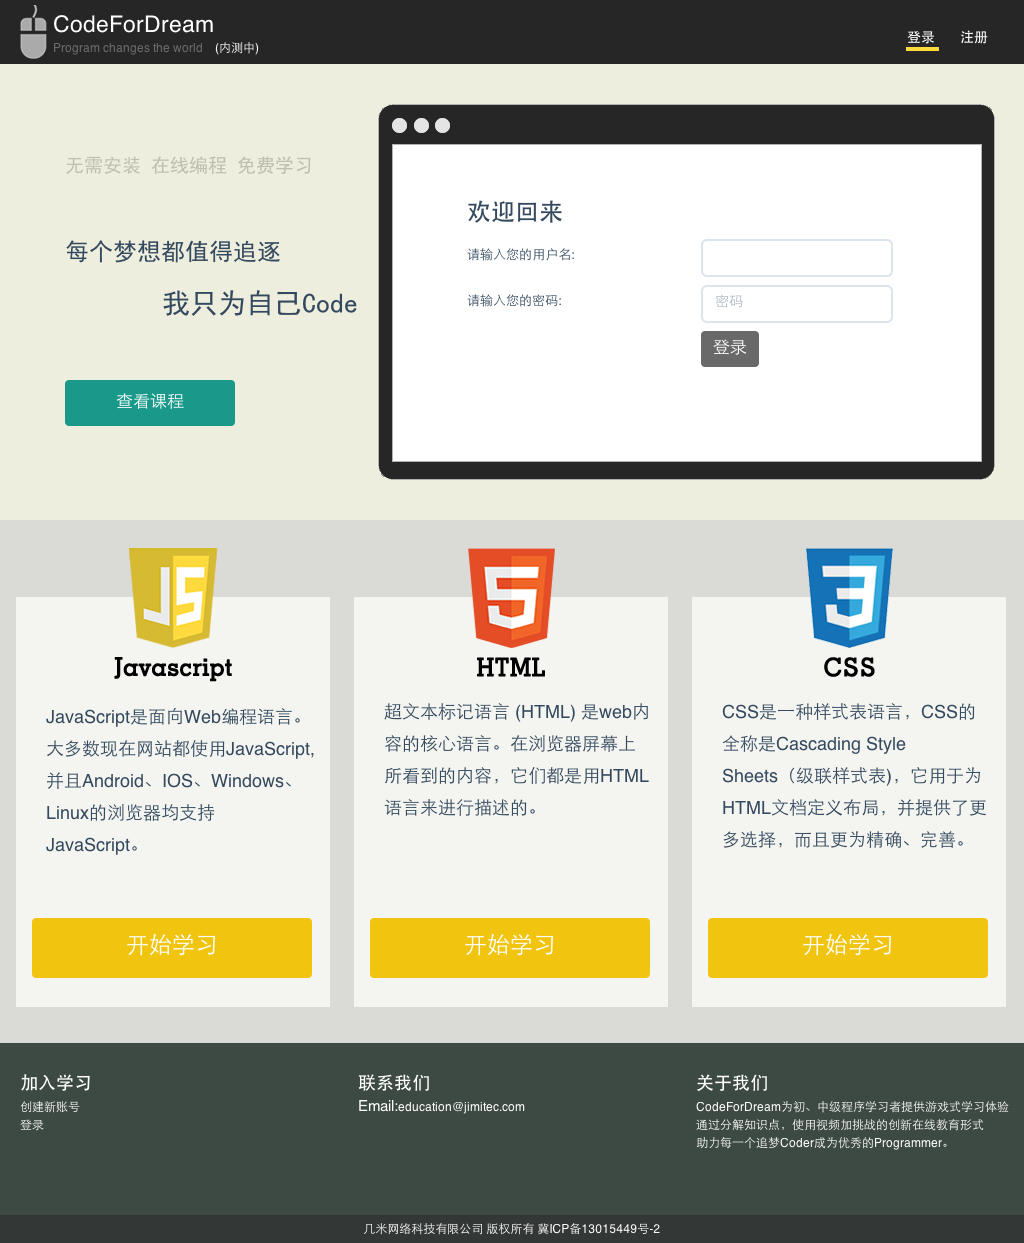 CodeForDream
Program changes the world (内测中)
登录 注册
无需安装 在线编程 免费学习
每个梦想都值得追逐
我只为自己Code
查看课程
欢迎回来
请输入您的用户名:
请输入您的密码:
密码
登录
JS
Javascript
JavaScript是面向Web编程语言。
大多数现在网站都使用JavaScript,
并且Android、IOS、Windows、
Linux的浏览器均支持
JavaScript。
开始学习
5
HTML
超文本标记语言 (HTML) 是web内
容的核心语言。在浏览器屏幕上
所看到的内容，它们都是用HTML
语言来进行描述的。
开始学习
3
CSS
CSS是一种样式表语言，CSS的
全称是Cascading Style
Sheets（级联样式表），它用于为
HTML文档定义布局，并提供了更
多选择，而且更为精确、完善。
开始学习
加入学习
创建新账号
登录
联系我们
Email:education@jimitec.com
关于我们
CodeForDream为初、中级程序学习者提供游戏式学习体验
通过分解知识点，使用视频加挑战的创新在线教育形式
助力每一个追梦Coder成为优秀的Programmer。
几米网络科技有限公司 版权所有 冀ICP备13015449号-2